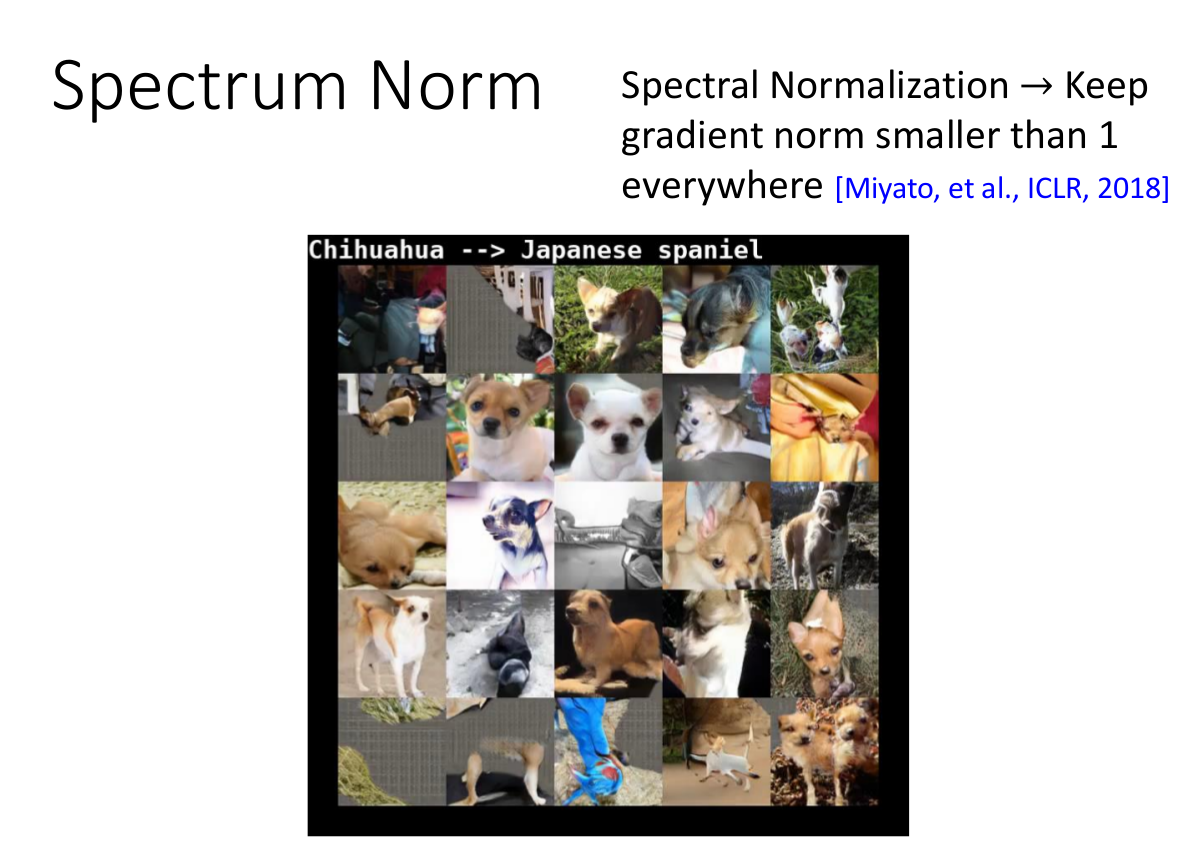 Spectrum Norm
Spectral Normalization → Keep
gradient norm smaller than 1
everywhere [Miyato, et al., ICLR, 2018]
Chihuahua --> Japanese spaniel